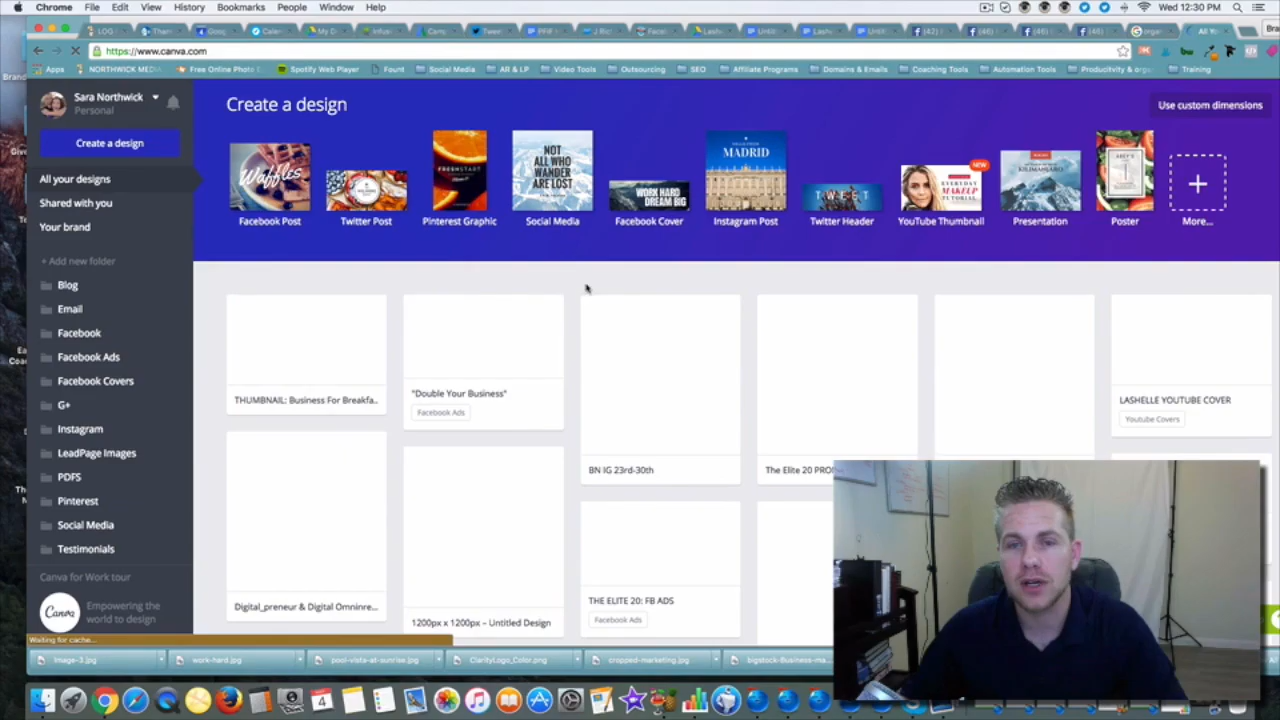 Chrome File Edit View History Bookmarks People Window Help
Wed 12:30 PM
https://www.canva.com
Apps NORTHWICK MEDI Free Online Photo Spotify Web Player Fount Social Media AR & LP Video Tools Outsourcing SEO Affiliate Programs Domains & Emails Coaching Tools Automation Tools Training
Sara Northwick
Personal
Create a design
All your designs
Shared with you
Your brand
+ Add new folder
Blog
Email
Facebook
Facebook Ads
Facebook Covers
G+
Instagram
LeadPage Images
PDFS
Pinterest
Social Media
Testimonials
Canva for Work tour
Canva
Empowering the
world to design
Create a design
Use custom dimensions
Waffles
FRESH START
NOT
ALL WHO
WANDER
ARE LOST
WORK HARD
DREAM BIG
MADRID
TWEET
NEW
EVERYDAY
MAKEUP
TUTORIAL
KILIMANJARO
Facebook Post Twitter Post Pinterest Graphic Social Media Facebook Cover Instagram Post Twitter Header YouTube Thumbnail Presentation Poster More...
THUMBNAIL: Business For Breakfa..
"Double Your Business"
Facebook Ads
BN IG 23rd-30th
The Elite 20
LASHELLE YOUTUBE COVER
Youtube Covers
Digital_preneur & Digital Omninre...
1200px x 1200px – Untitled Design
THE ELITE 20: FB ADS
Facebook Ads
Waiting for cache...
Image-3.jpg work-hard.jpg pool-vista-at-sunrise.jpg ClarityLogo_Color.png cropped-marketing.jpg bigstock-Business-ma...
4